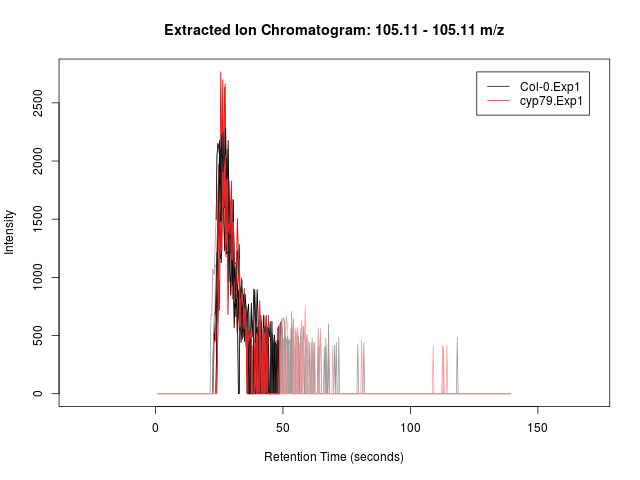 Extracted Ion Chromatogram: 105.11 - 105.11 m/z
Col-0.Exp1
cyp79.Exp1
Intensity
2500
2000
1500
1000
500
0
0
50
100
150
Retention Time (seconds)